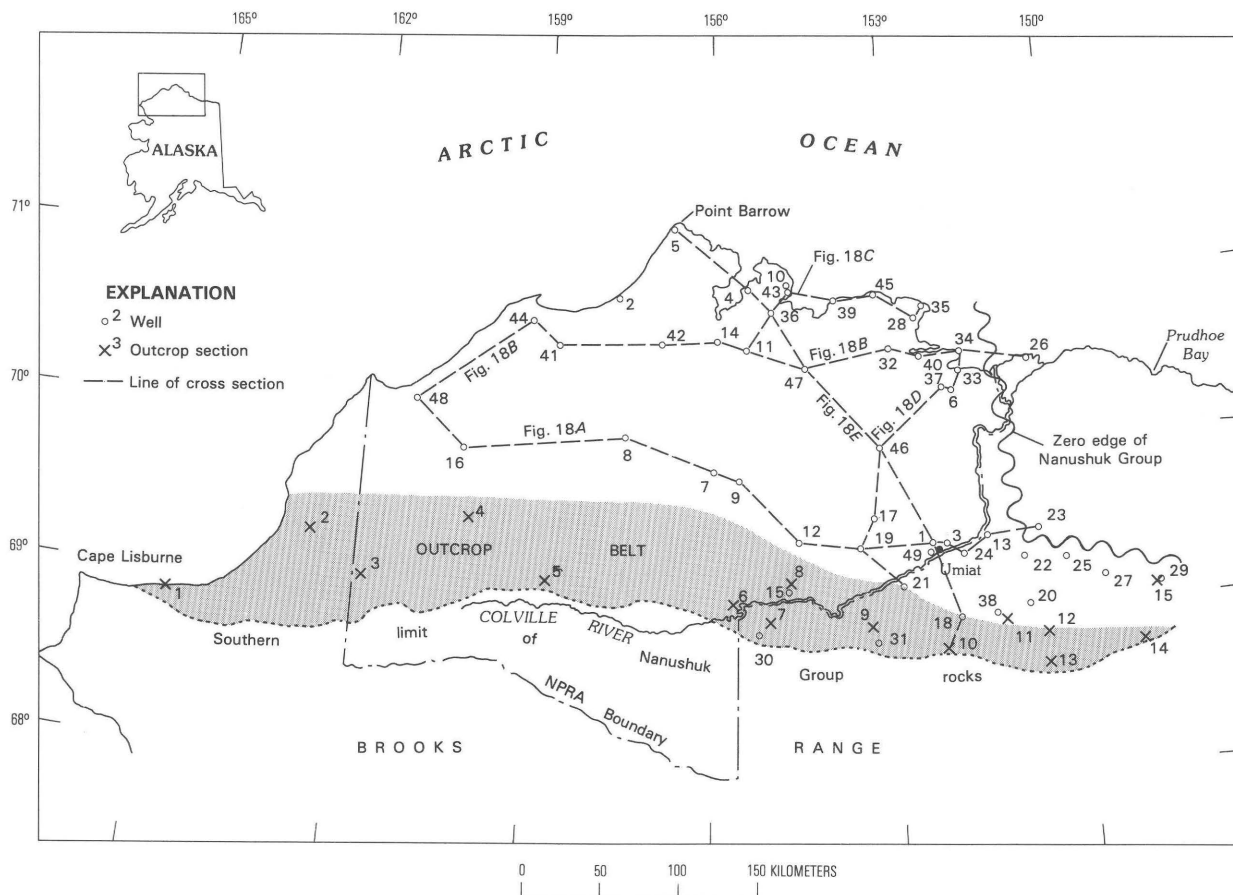 165° 162° 159° 156° 153° 150°
ALASKA
ARCTIC OCEAN
71°
Point Barrow
5
EXPLANATION
○ 2 Well
× 3 Outcrop section
Line of cross section
2
4
10
43
Fig. 18C
36
39
45
28
35
44
41
42
14
11
Fig. 18B
47
Fig. 18B
32
40
34
26
Prudhoe
Bay
70°
37
6
33
48
Fig. 18E
Fig. 18D
46
Zero edge of
Nanushuk Group
16
Fig. 18A
8
7
9
12
17
19
1
3
49
24
13
23
Umiat
21
22
25
27
29
15
69°
Cape Lisburne
1
2
3
4
OUTCROP BELT
5
8
15
6
7
9
30
31
18
10
38
20
11
12
13
14
Southern limit of Nanushuk Group rocks
COLVILLE RIVER
NPRA
Boundary
68°
BROOKS RANGE
0 50 100 150 KILOMETERS